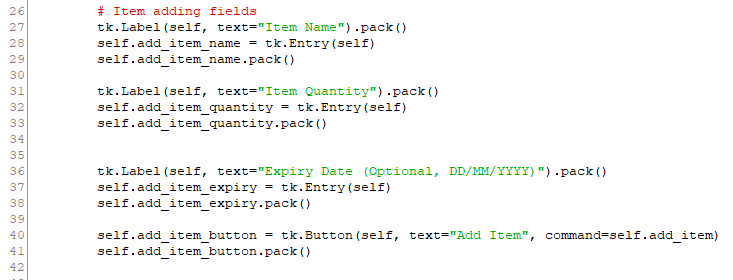 26 # Item adding fields
27 tk.Label(self, text="Item Name").pack()
28 self.add_item_name = tk.Entry(self)
29 self.add_item_name.pack()
30
31 tk.Label(self, text="Item Quantity").pack()
32 self.add_item_quantity = tk.Entry(self)
33 self.add_item_quantity.pack()
34
35
36 tk.Label(self, text="Expiry Date (Optional, DD/MM/YYYY)").pack()
37 self.add_item_expiry = tk.Entry(self)
38 self.add_item_expiry.pack()
39
40 self.add_item_button = tk.Button(self, text="Add Item", command=self.add_item)
41 self.add_item_button.pack()
42